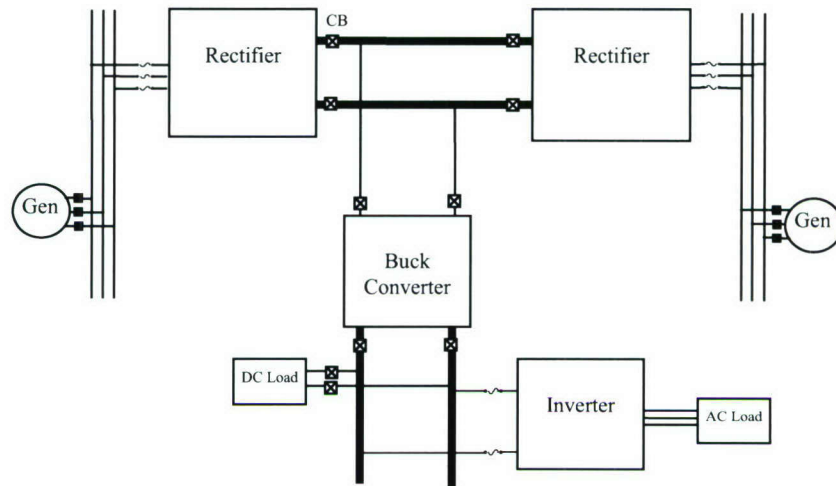 CB
Rectifier
Rectifier
Gen
Gen
Buck
Converter
DC Load
Inverter
AC Load